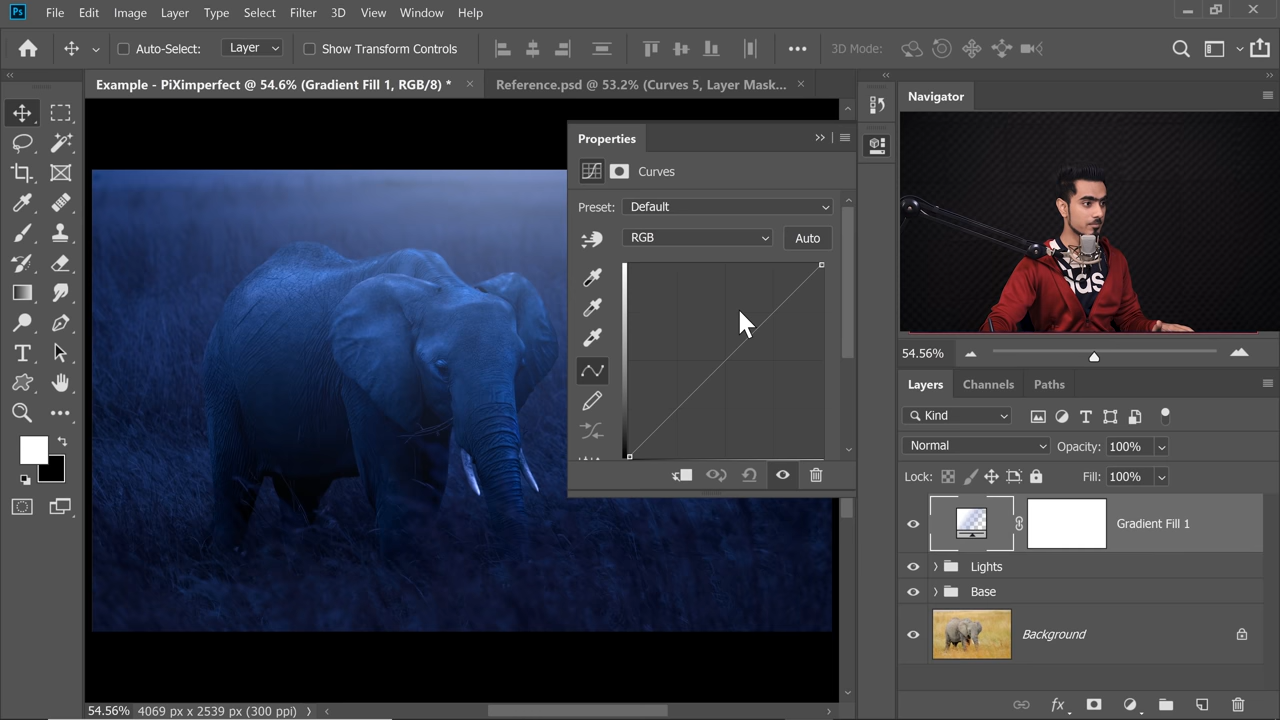 Ps File Edit Image Layer Type Select Filter 3D View Window Help
Auto-Select: Layer Show Transform Controls 3D Mode:
Example - PiXimperfect @ 54.6% (Gradient Fill 1, RGB/8) * Reference.psd @ 53.2% (Curves 5, Layer Mask...
Navigator
Properties
Curves
Preset: Default
RGB Auto
das
54.56%
Layers Channels Paths
Kind
Normal Opacity: 100%
Lock: Fill: 100%
Gradient Fill 1
Lights
Base
Background
fx
54.56% 4069 px x 2539 px (300 ppi)